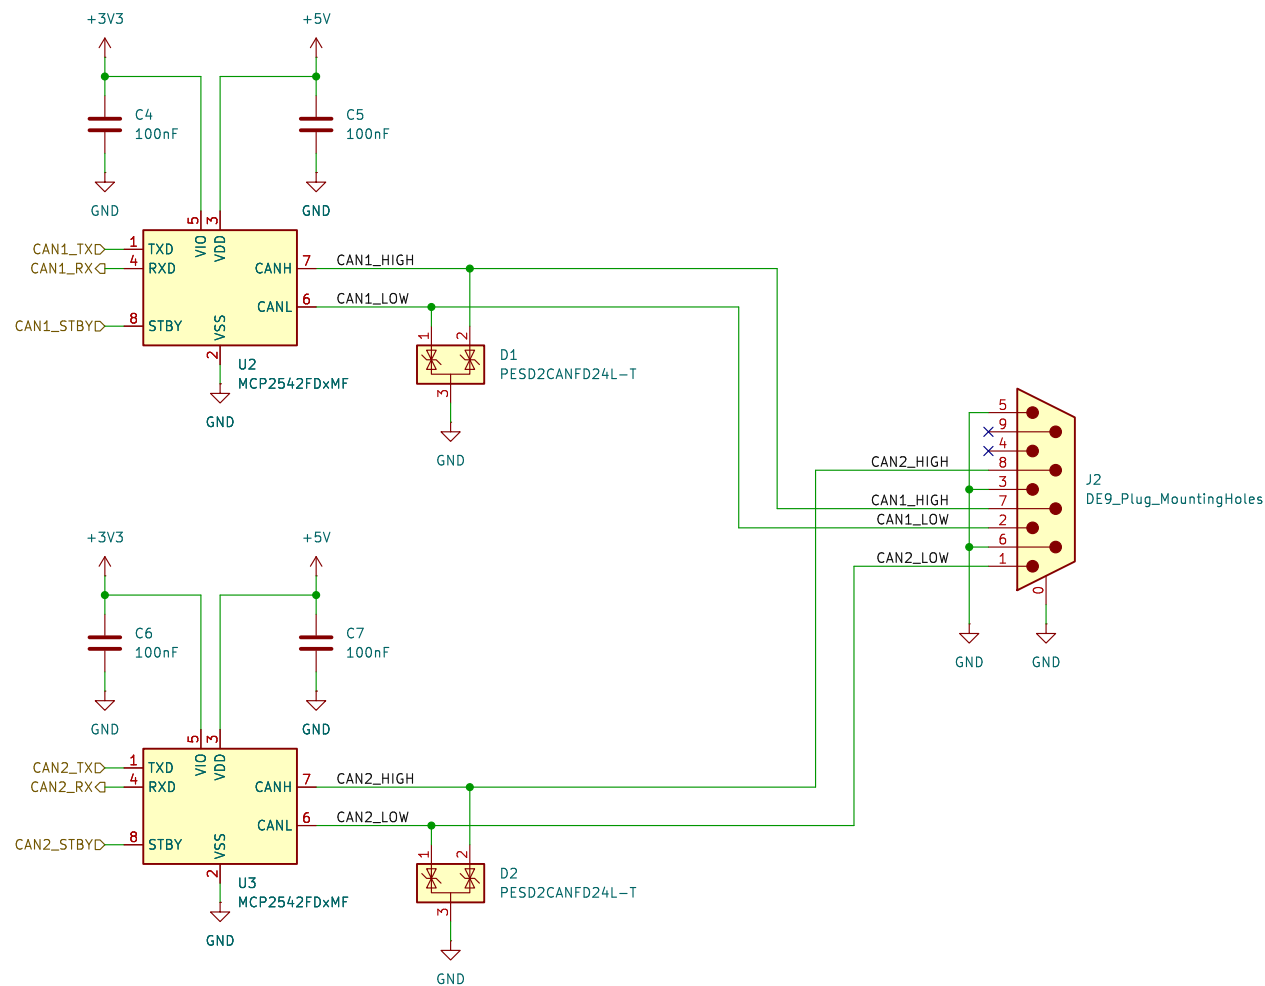 +3V3
+5V
C4
100nF
C5
100nF
GND
GND
5
3
CAN1_TX
1
TXD
VIO
VDD
CAN1_RX
4
RXD
CANH
7
CAN1_HIGH
CANL
6
CAN1_LOW
CAN1_STBY
8
STBY
VSS
2
U2
MCP2542FDxMF
GND
1
2
D1
PESD2CANFD24L-T
3
GND
5
9
4
CAN2_HIGH
8
3
CAN1_HIGH
7
CAN1_LOW
2
6
CAN2_LOW
1
0
J2
DE9_Plug_MountingHoles
GND
GND
+3V3
+5V
C6
100nF
C7
100nF
GND
GND
5
3
CAN2_TX
1
TXD
VIO
VDD
CAN2_RX
4
RXD
CANH
7
CAN2_HIGH
CANL
6
CAN2_LOW
CAN2_STBY
8
STBY
VSS
2
U3
MCP2542FDxMF
GND
1
2
D2
PESD2CANFD24L-T
3
GND